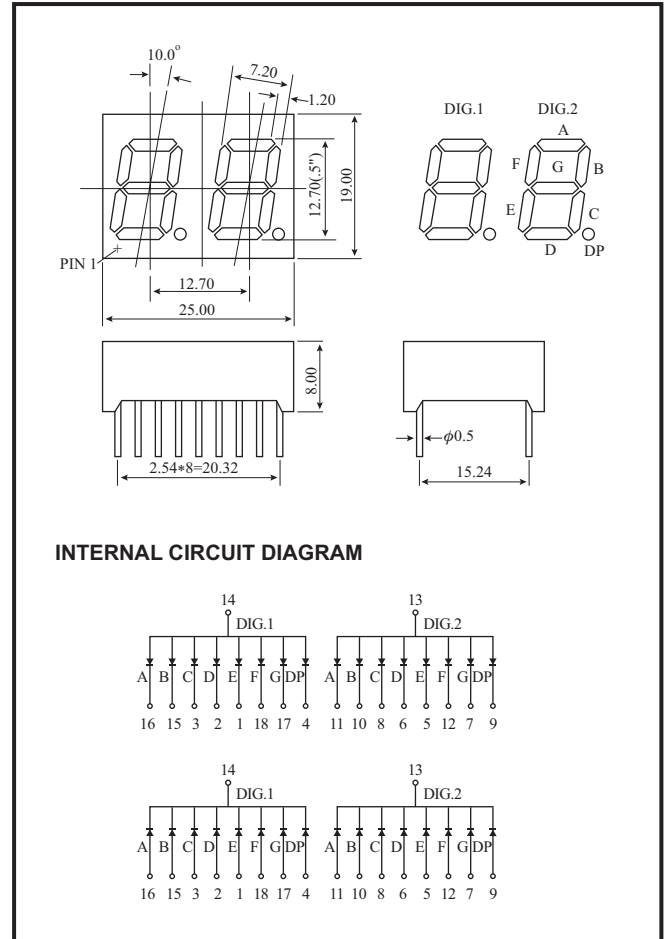 10.0°
7.20
1.20
12.70(.5")
19.00
PIN 1
12.70
25.00
DIG.1 DIG.2
A
F G B
E C
D DP
8.00
2.54*8=20.32
ϕ0.5
15.24
INTERNAL CIRCUIT DIAGRAM
14 13
DIG.1 DIG.2
A B C D E F G DP A B C D E F G DP
16 15 3 2 1 18 17 4 11 10 8 6 5 12 7 9
14 13
DIG.1 DIG.2
A B C D E F G DP A B C D E F G DP
16 15 3 2 1 18 17 4 11 10 8 6 5 12 7 9